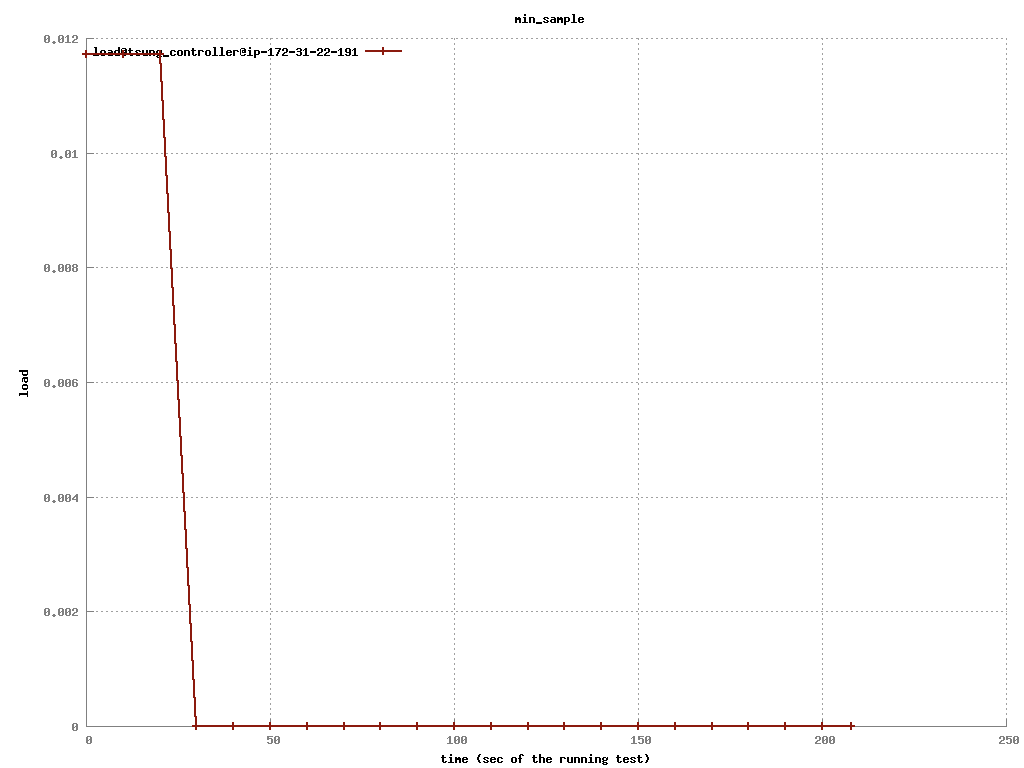 min_sample
0.012
load@tsung_controller@ip-172-31-22-191
0.01
0.008
0.006
load
0.004
0.002
0
0 50 100 150 200 250
time (sec of the running test)